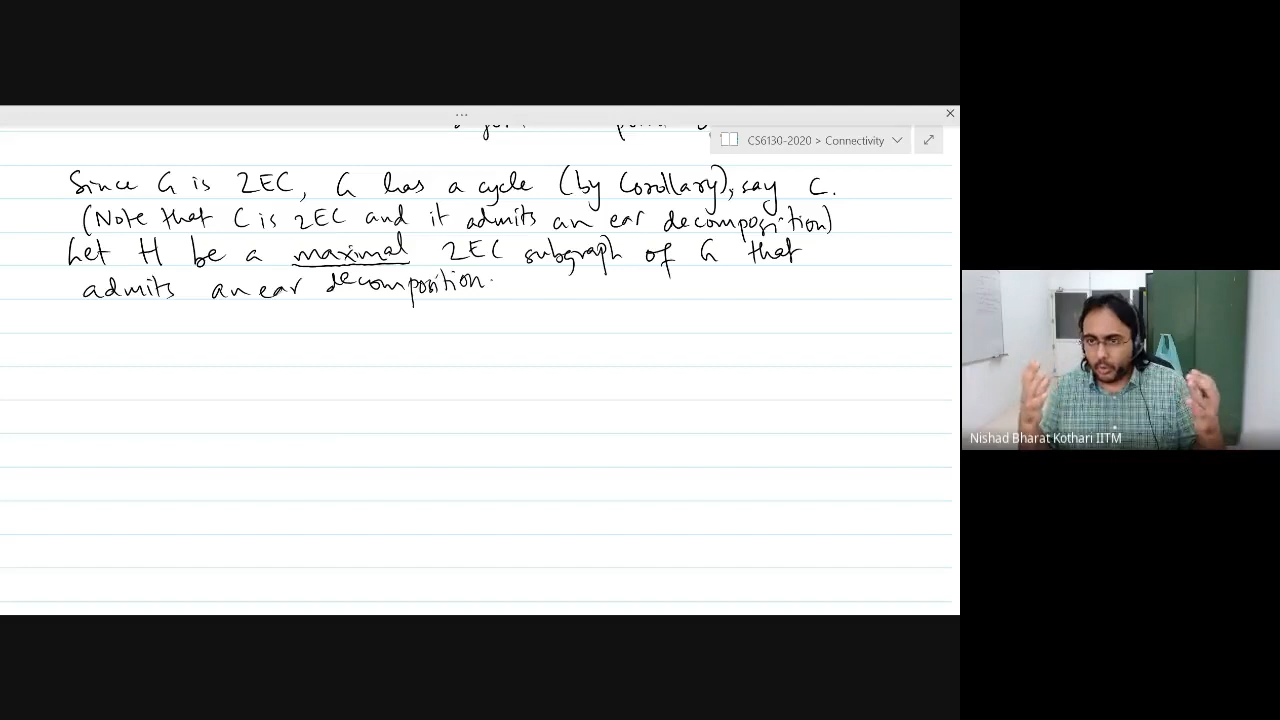 CS6130-2020 > Connectivity
Since G is 2EC, G has a cycle (by Corollary), say C.
(Note that C is 2EC and it admits an ear decomposition)
Let H be a maximal 2EC subgraph of G that
admits an ear decomposition.
Nishad Bharat Kothari IITM